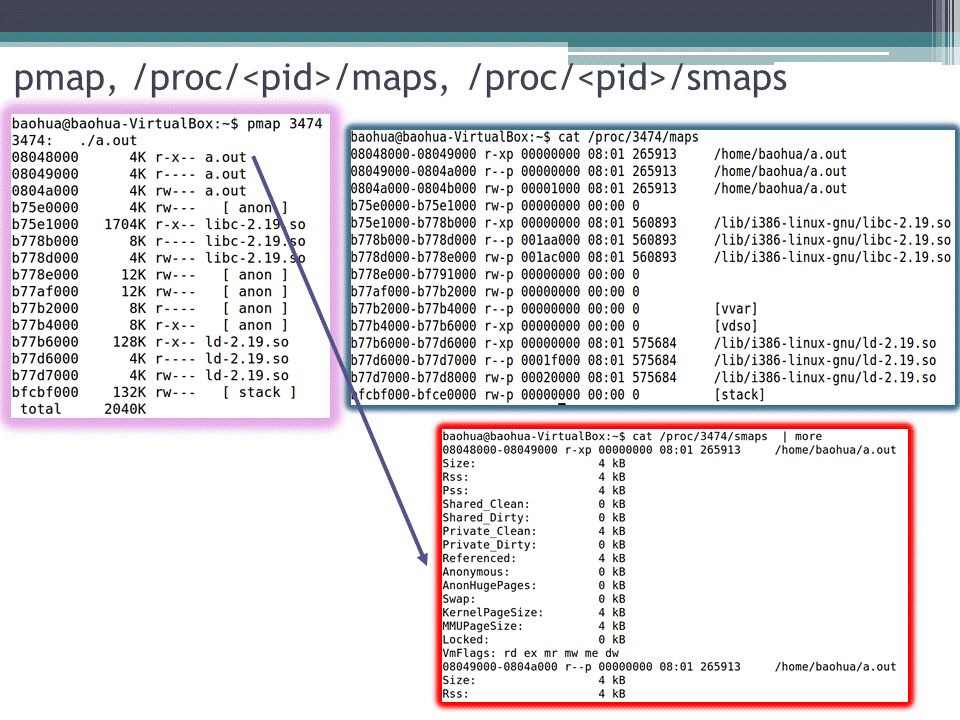 pmap, /proc/<pid>/maps, /proc/<pid>/smaps
baohua@baohua-VirtualBox:~$ pmap 3474
3474:   ./a.out
08048000      4K r-x-- a.out
08049000      4K r---- a.out
0804a000      4K rw--- a.out
b75e0000      4K rw---   [ anon ]
b75e1000   1704K r-x-- libc-2.19.so
b778b000      8K r---- libc-2.19.so
b778d000      4K rw--- libc-2.19.so
b778e000     12K rw---   [ anon ]
b77af000     12K rw---   [ anon ]
b77b2000      8K r----   [ anon ]
b77b4000      8K r-x--   [ anon ]
b77b6000    128K r-x-- ld-2.19.so
b77d6000      4K r---- ld-2.19.so
b77d7000      4K rw--- ld-2.19.so
bfcbf000    132K rw---   [ stack ]
 total     2040K
baohua@baohua-VirtualBox:~$ cat /proc/3474/maps
08048000-08049000 r-xp 00000000 08:01 265913     /home/baohua/a.out
08049000-0804a000 r--p 00000000 08:01 265913     /home/baohua/a.out
0804a000-0804b000 rw-p 00001000 08:01 265913     /home/baohua/a.out
b75e0000-b75e1000 rw-p 00000000 00:00 0
b75e1000-b778b000 r-xp 00000000 08:01 560893     /lib/i386-linux-gnu/libc-2.19.so
b778b000-b778d000 r--p 001aa000 08:01 560893     /lib/i386-linux-gnu/libc-2.19.so
b778d000-b778e000 rw-p 001ac000 08:01 560893     /lib/i386-linux-gnu/libc-2.19.so
b778e000-b7791000 rw-p 00000000 00:00 0
b77af000-b77b2000 rw-p 00000000 00:00 0
b77b2000-b77b4000 r--p 00000000 00:00 0          [vvar]
b77b4000-b77b6000 r-xp 00000000 00:00 0          [vdso]
b77b6000-b77d6000 r-xp 00000000 08:01 575684     /lib/i386-linux-gnu/ld-2.19.so
b77d6000-b77d7000 r--p 0001f000 08:01 575684     /lib/i386-linux-gnu/ld-2.19.so
b77d7000-b77d8000 rw-p 00020000 08:01 575684     /lib/i386-linux-gnu/ld-2.19.so
bfcbf000-bfce0000 rw-p 00000000 00:00 0          [stack]
baohua@baohua-VirtualBox:~$ cat /proc/3474/smaps  | more
08048000-08049000 r-xp 00000000 08:01 265913     /home/baohua/a.out
Size:                  4 kB
Rss:                   4 kB
Pss:                   4 kB
Shared_Clean:          0 kB
Shared_Dirty:          0 kB
Private_Clean:         4 kB
Private_Dirty:         0 kB
Referenced:            4 kB
Anonymous:             0 kB
AnonHugePages:         0 kB
Swap:                  0 kB
KernelPageSize:        4 kB
MMUPageSize:           4 kB
Locked:                0 kB
VmFlags: rd ex mr mw me dw
08049000-0804a000 r--p 00000000 08:01 265913     /home/baohua/a.out
Size:                  4 kB
Rss:                   4 kB